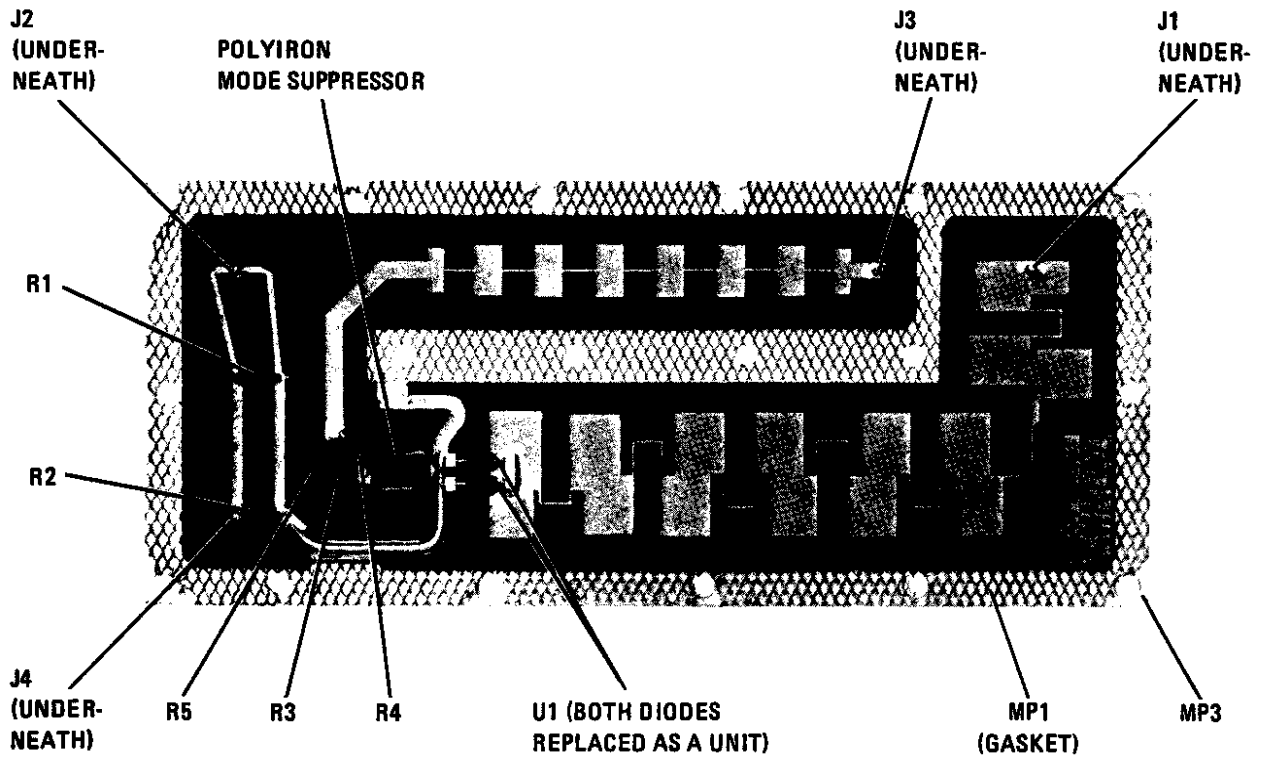 J2
(UNDER-
NEATH)
POLYIRON
MODE SUPPRESSOR
J3
(UNDER-
NEATH)
J1
(UNDER-
NEATH)
R1
R2
J4
(UNDER-
NEATH)
R5
R3
R4
U1 (BOTH DIODES
REPLACED AS A UNIT)
MP1
(GASKET)
MP3